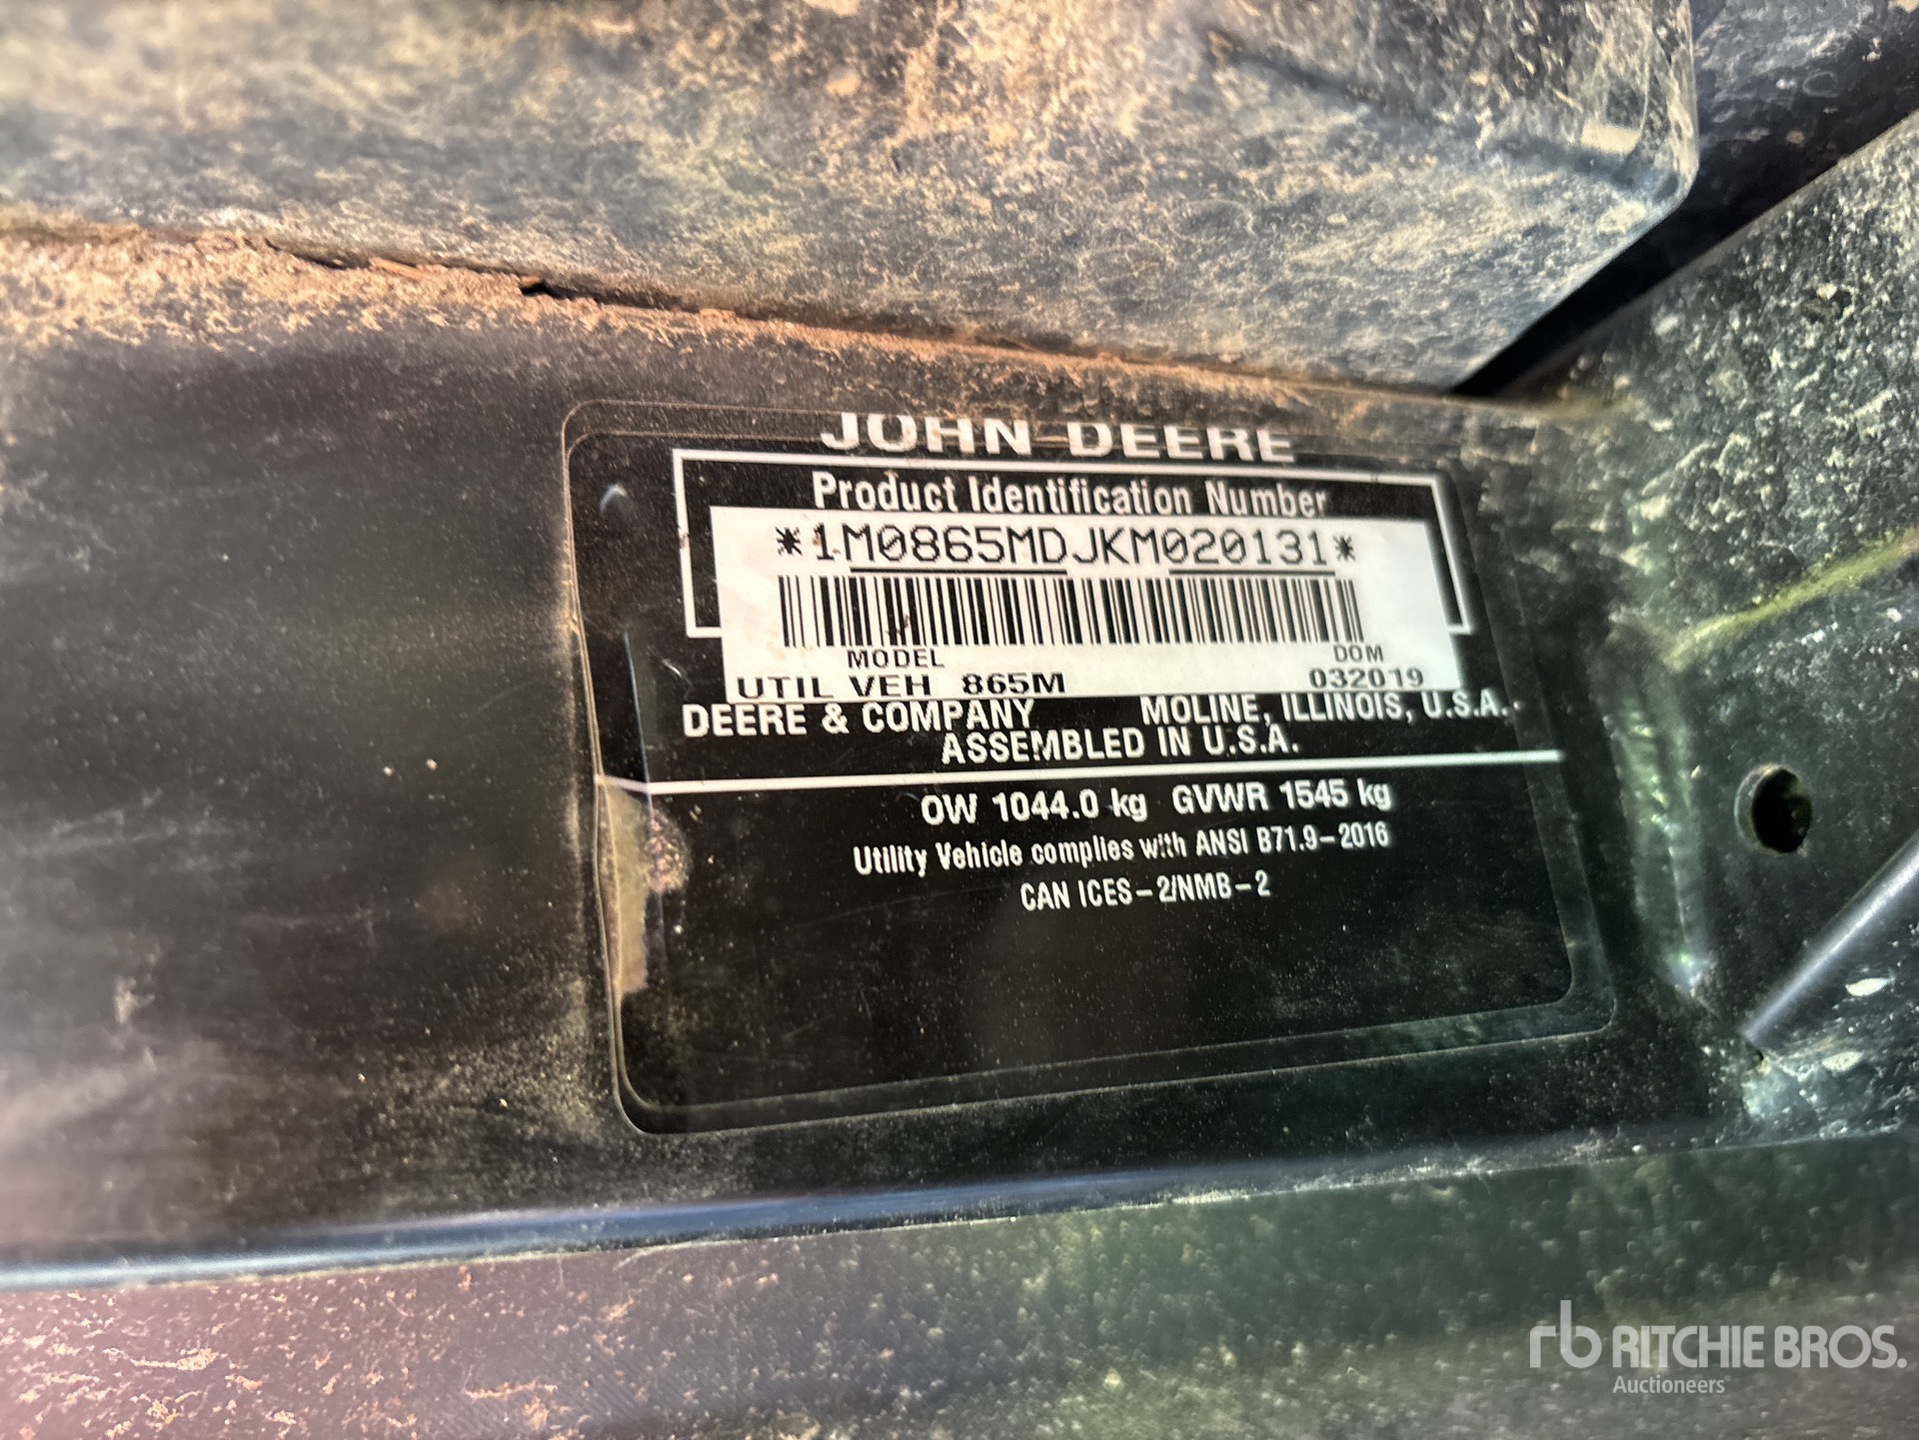 JOHN DEERE
Product Identification Number
*1M0865MDJKM020131*
MODEL DOM
UTIL VEH 865M 032019
DEERE & COMPANY MOLINE, ILLINOIS, U.S.A.
ASSEMBLED IN U.S.A.
OW 1044.0 kg GVWR 1545 kg
Utility Vehicle complies with ANSI B71.9-2016
CAN ICES-2/NMB-2
rb RITCHIE BROS.
Auctioneers